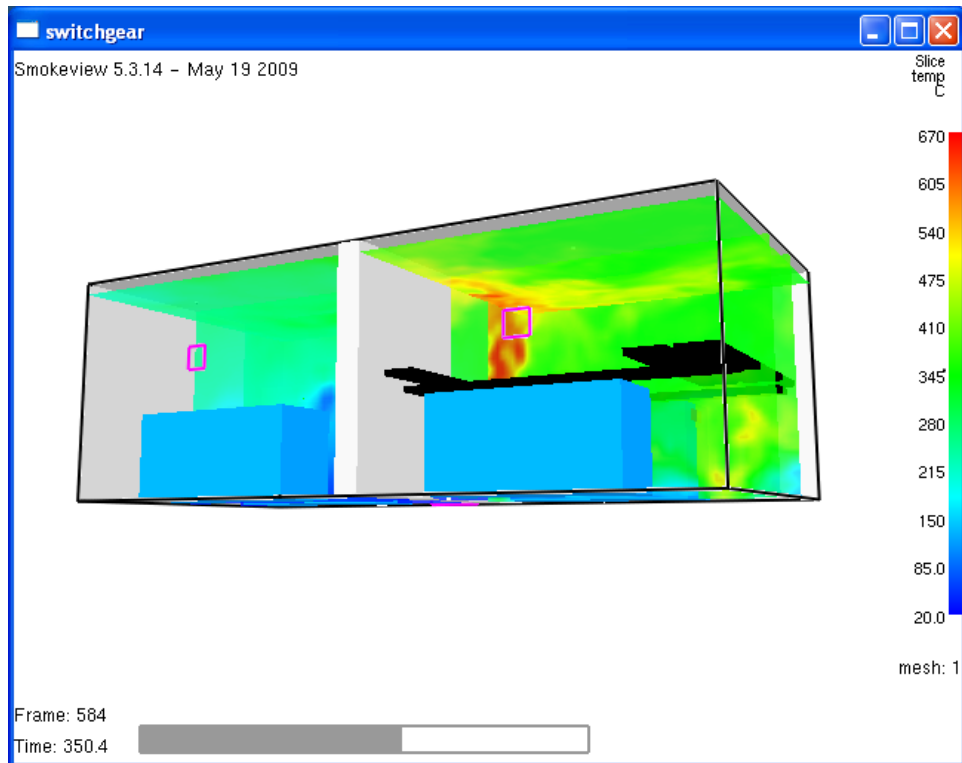 switchgear
Smokeview 5.3.14 - May 19 2009
Slice
temp
C
670
605
540
475
410
345
280
215
150
85.0
20.0
mesh: 1
Frame: 584
Time: 350.4